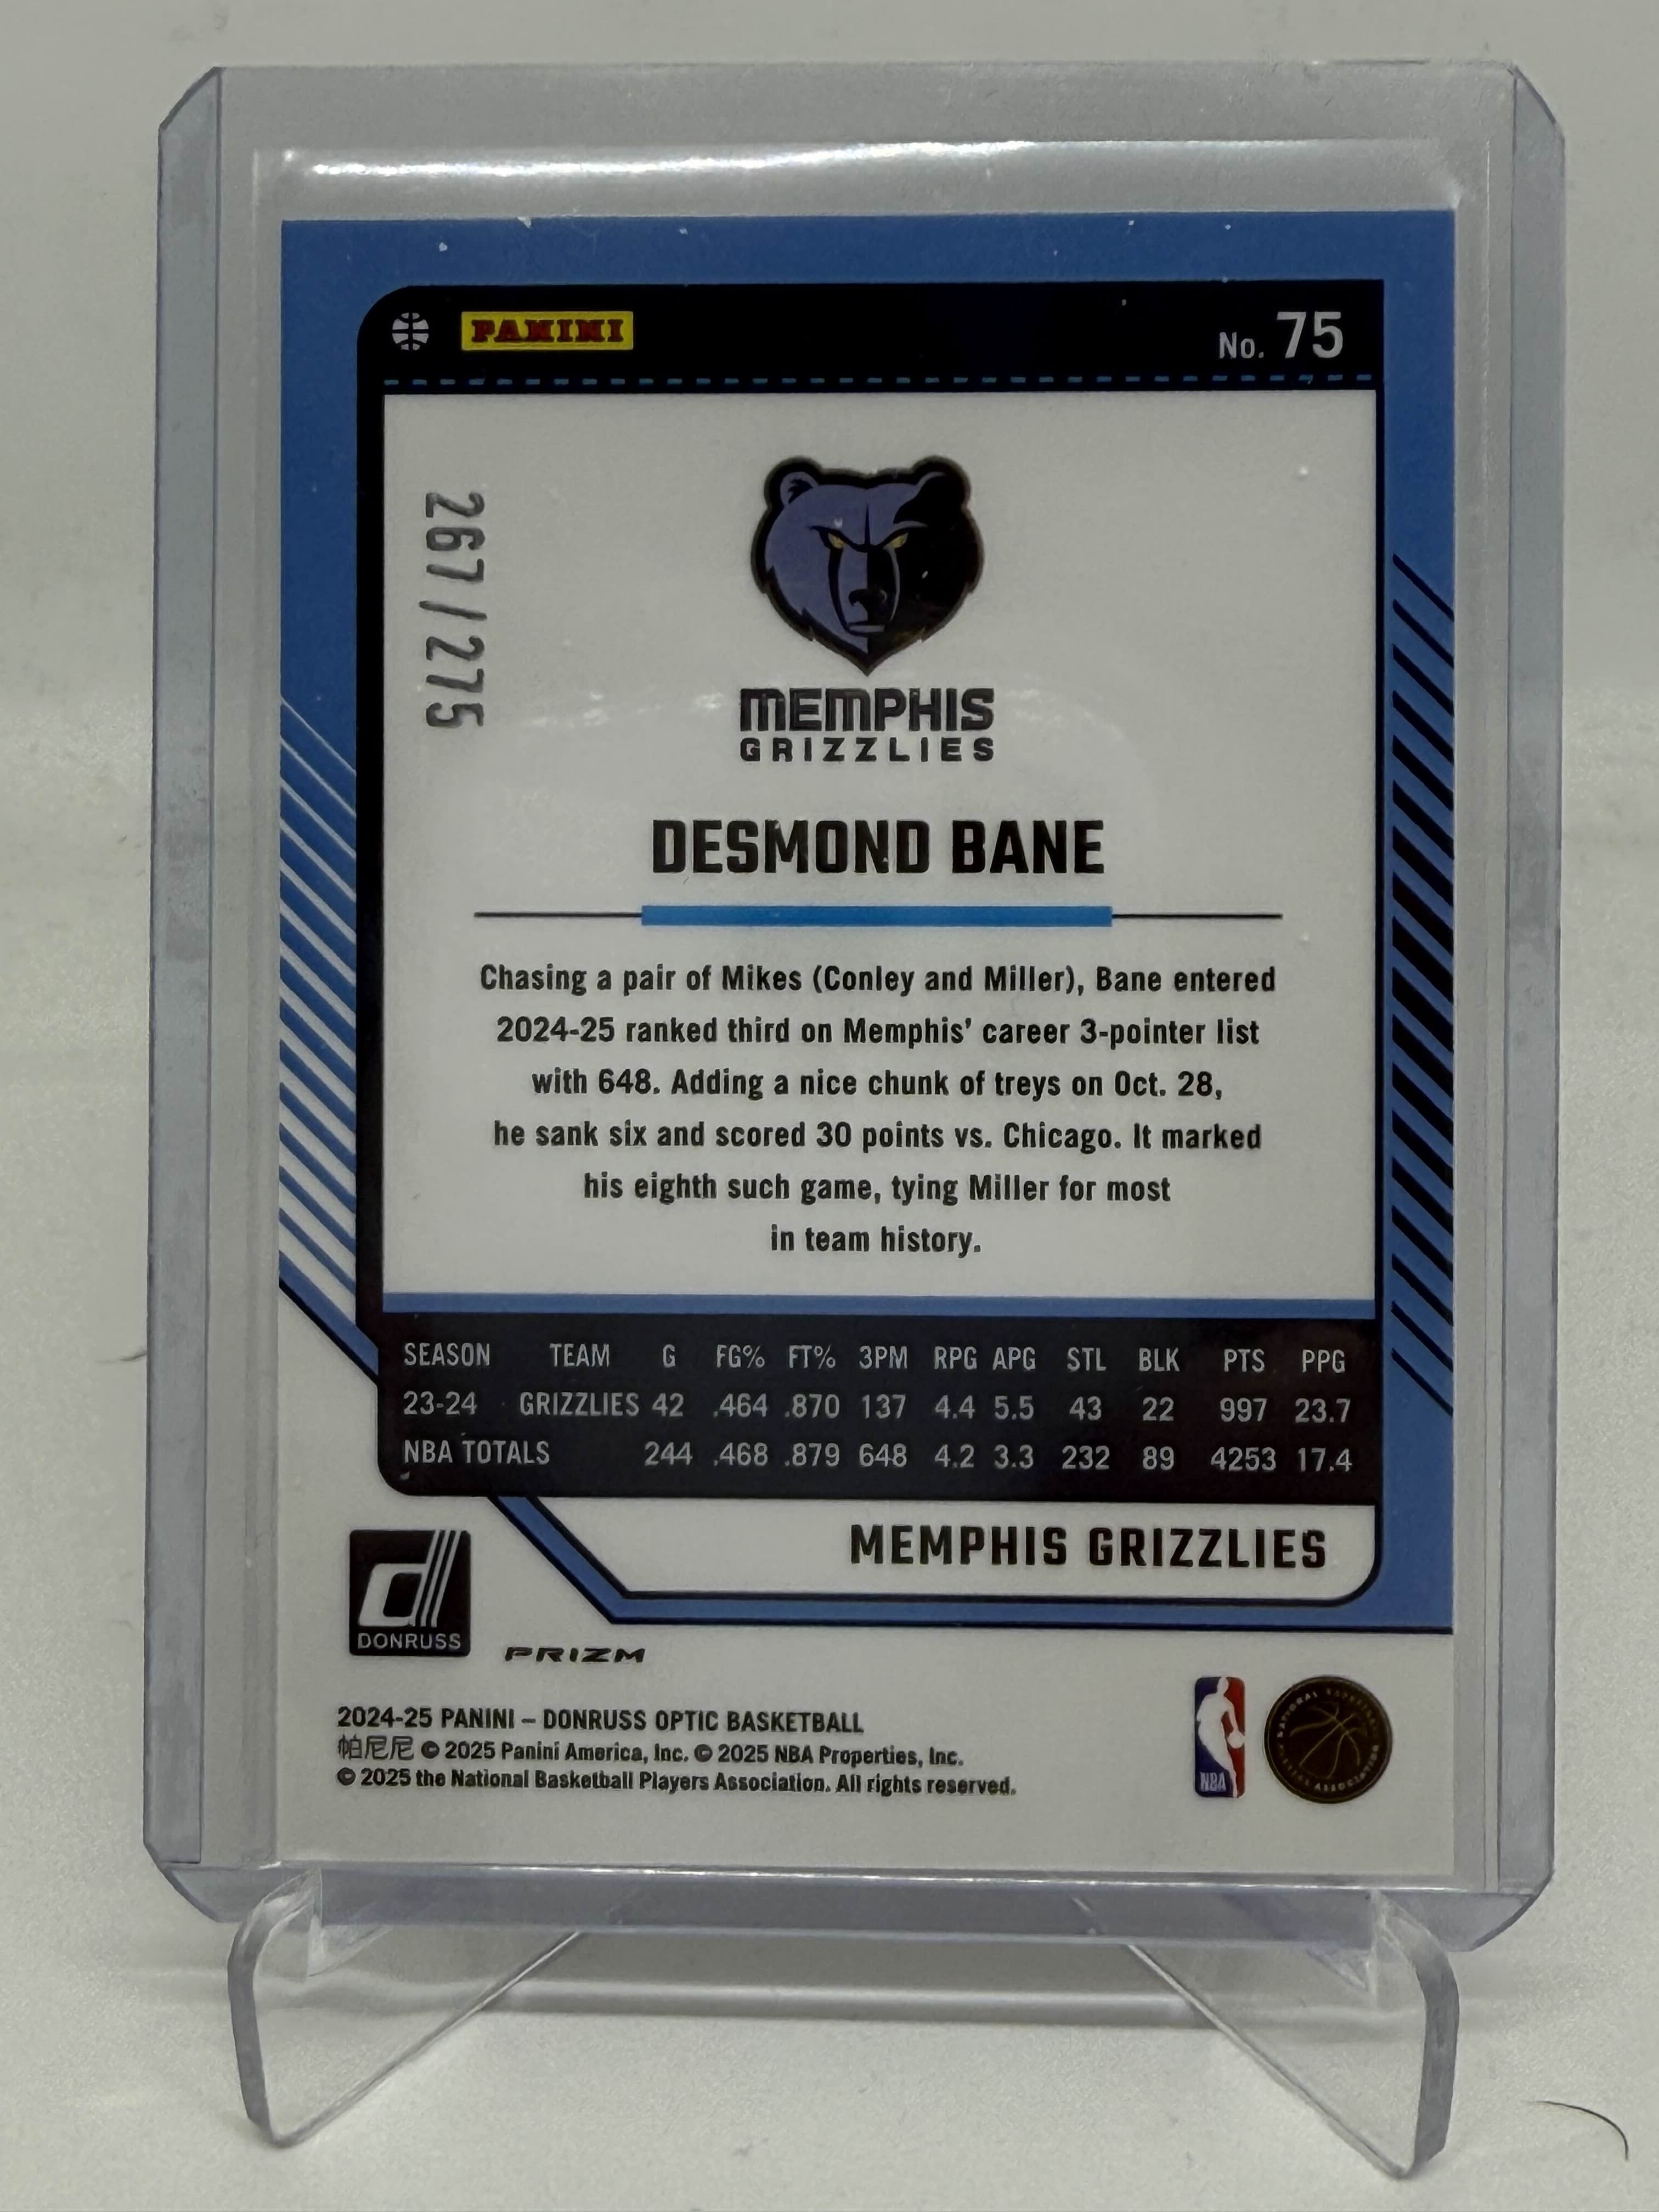 PANINI
No. 75
267/275
MEMPHIS
GRIZZLIES
DESMOND BANE
Chasing a pair of Mikes (Conley and Miller), Bane entered
2024-25 ranked third on Memphis' career 3-pointer list
with 648. Adding a nice chunk of treys on Oct. 28,
he sank six and scored 30 points vs. Chicago. It marked
his eighth such game, tying Miller for most
in team history.
SEASON TEAM G FG% FT% 3PM RPG APG STL BLK PTS PPG
23-24 GRIZZLIES 42 .464 .870 137 4.4 5.5 43 22 997 23.7
NBA TOTALS 244 .468 .879 648 4.2 3.3 232 89 4253 17.4
MEMPHIS GRIZZLIES
d
DONRUSS
PRIZM
2024-25 PANINI – DONRUSS OPTIC BASKETBALL
帕尼尼 © 2025 Panini America, Inc. © 2025 NBA Properties, Inc.
© 2025 the National Basketball Players Association. All rights reserved.
NBA